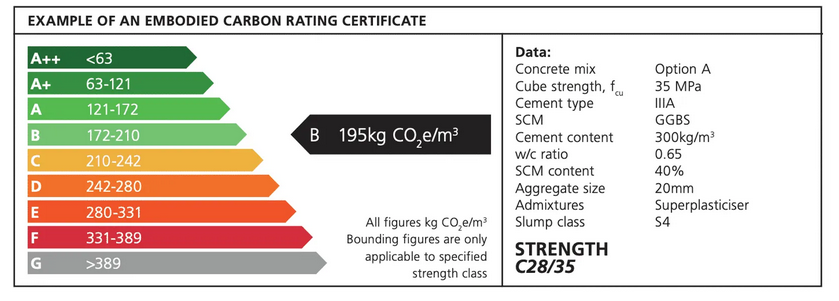 EXAMPLE OF AN EMBODIED CARBON RATING CERTIFICATE
A++ <63
A+ 63-121
A 121-172
B 172-210
C 210-242
D 242-280
E 280-331
F 331-389
G >389
B 195kg CO₂e/m³
All figures kg CO₂e/m³
Bounding figures are only
applicable to specified
strength class
Data:
Concrete mix Option A
Cube strength, fcu 35 MPa
Cement type IIIA
SCM GGBS
Cement content 300kg/m³
w/c ratio 0.65
SCM content 40%
Aggregate size 20mm
Admixtures Superplasticiser
Slump class S4
STRENGTH
C28/35